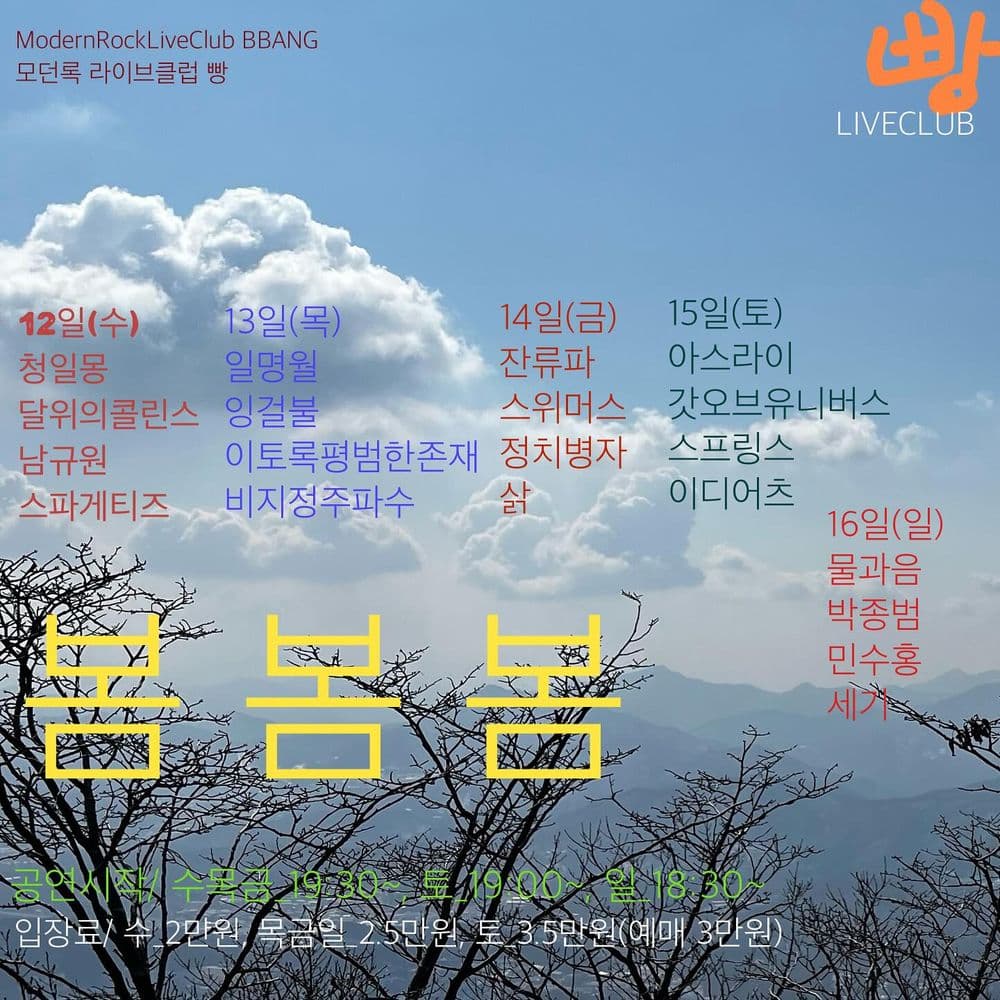 ModernRockLiveClub BBANG
모던록 라이브클럽 빵
빵
LIVECLUB
12일(수)
청일몽
달위의콜린스
남규원
스파게티즈
13일(목)
일명월
잉걸불
이토록평범한존재
비지정주파수
14일(금)
잔류파
스위머스
정치병자
삵
15일(토)
아스라이
갓오브유니버스
스프링스
이디어츠
16일(일)
물과음
박종범
민수홍
세기
봄 봄 봄
공연시작/ 수목금_19:30~, 토_19:00~, 일_18:30~
입장료/ 수_2만원, 목금일_2.5만원, 토_3.5만원(예매 3만원)